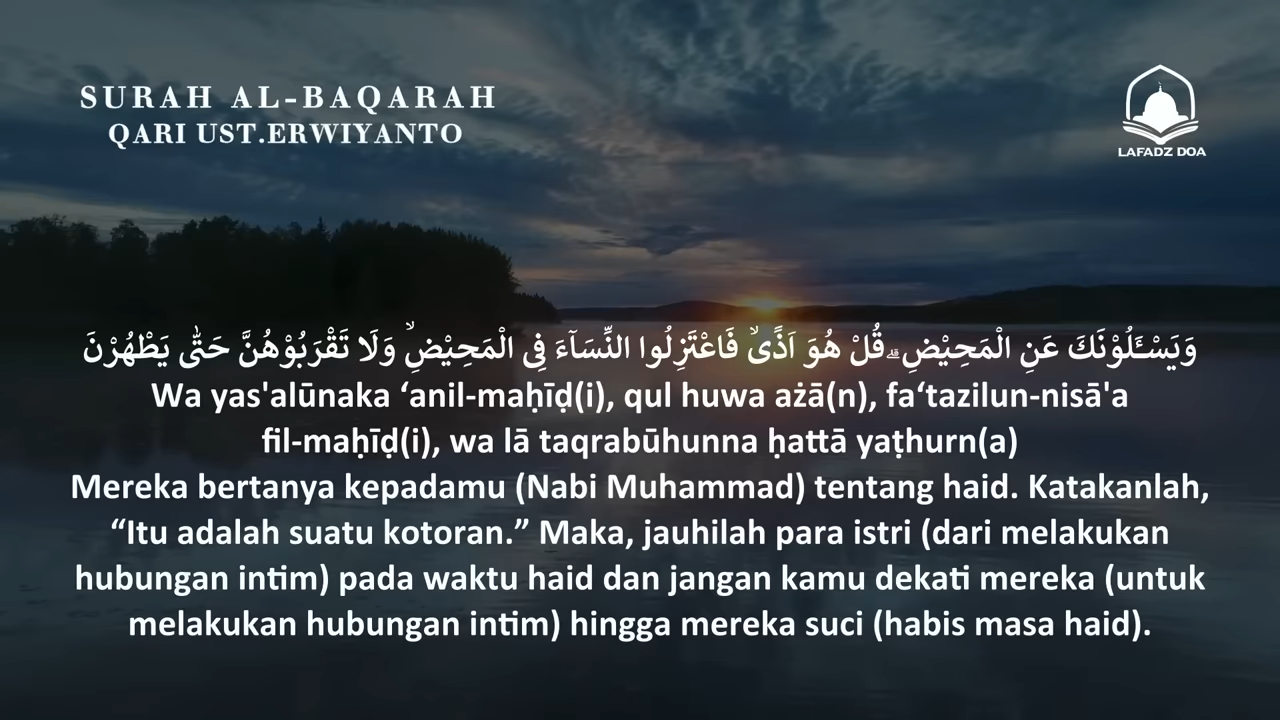 SURAH AL-BAQARAH
QARI UST.ERWIYANTO
LAFADZ DOA
وَيَسْـَٔلُوْنَكَ عَنِ الْمَحِيْضِۗ قُلْ هُوَ اَذًىۙ فَاعْتَزِلُوا النِّسَاۤءَ فِى الْمَحِيْضِۙ وَلَا تَقْرَبُوْهُنَّ حَتّٰى يَطْهُرْنَ
Wa yas'alūnaka ‘anil-maḥīḍ(i), qul huwa ażā(n), fa‘tazilun-nisā'a
fil-maḥīḍ(i), wa lā taqrabūhunna ḥattā yaṭhurn(a)
Mereka bertanya kepadamu (Nabi Muhammad) tentang haid. Katakanlah,
“Itu adalah suatu kotoran.” Maka, jauhilah para istri (dari melakukan
hubungan intim) pada waktu haid dan jangan kamu dekati mereka (untuk
melakukan hubungan intim) hingga mereka suci (habis masa haid).